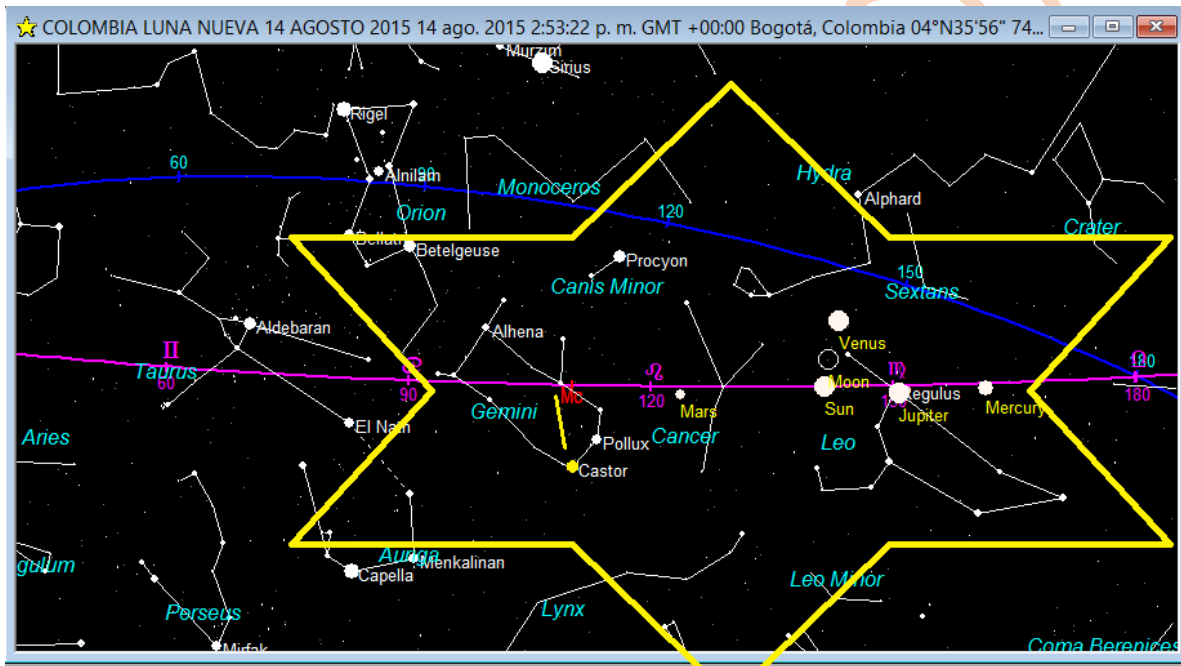 COLOMBIA LUNA NUEVA 14 AGOSTO 2015 14 ago. 2015 2:53:22 p. m. GMT +00:00 Bogotá, Colombia 04°N35'56" 74...
Murzim
Sirius
Rigel
60
Alnilam
90
Monoceros
Hydra
Alphard
Orion
120
Crater
Betelgeuse
Procyon
150
Canis Minor
Sextans
Aldebaran
Alhena
Venus
♊
♋
♌
♍
♎
180
Taurus
60
Moon
90
Mc
120
Regulus
180
Mars
Sun
Jupiter
Mercury
Gemini
El Nath
Pollux
Cancer
Leo
Aries
Castor
Auriga
Menkalinan
gulum
Capella
Leo Minor
Perseus
Lynx
Mirfak
Coma Berenices